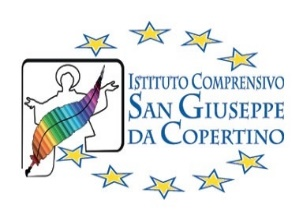 ISTITUTO COMPRENSIVO
SAN GIUSEPPE
DA COPERTINO